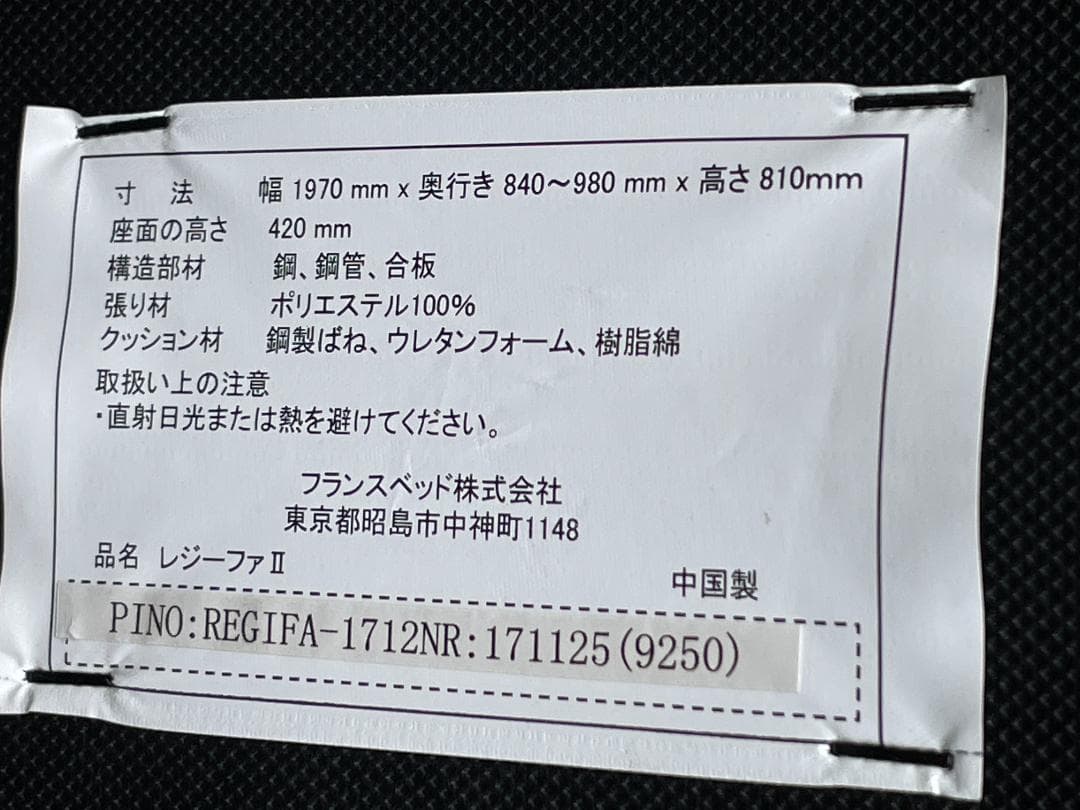 寸 法 幅 1970 mm x 奥行き 840～980 mm x 高さ 810mm
座面の高さ 420 mm
構造部材 鋼、鋼管、合板
張り材 ポリエステル100%
クッション材 鋼製ばね、ウレタンフォーム、樹脂綿
取扱い上の注意
・直射日光または熱を避けてください。
フランスベッド株式会社
東京都昭島市中神町1148
品名 レジーファⅡ
中国製
PINO:REGIFA-1712NR:171125(9250)